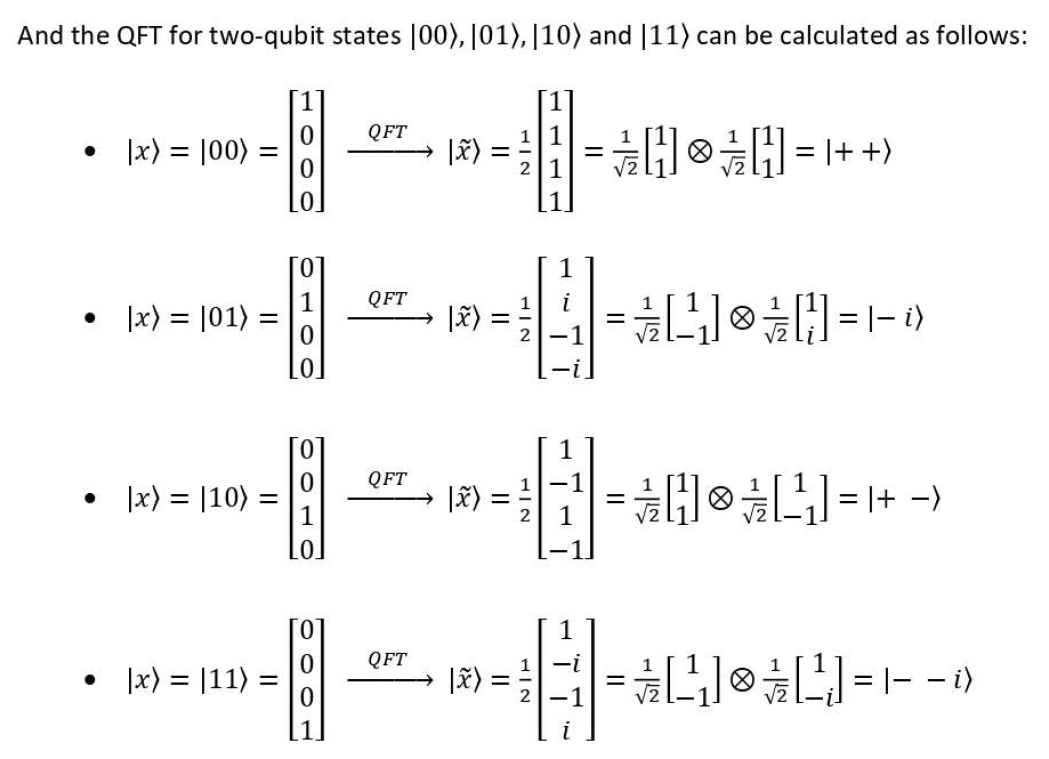 And the QFT for two-qubit states |00⟩, |01⟩, |10⟩ and |11⟩ can be calculated as follows:
• |x⟩ = |00⟩ = [1 0 0 0] QFT→ |x̃⟩ = 1/2 [1 1 1 1] = 1/√2 [1 1] ⊗ 1/√2 [1 1] = |+ +⟩
• |x⟩ = |01⟩ = [0 1 0 0] QFT→ |x̃⟩ = 1/2 [1 i −1 −i] = 1/√2 [1 −1] ⊗ 1/√2 [1 i] = |− i⟩
• |x⟩ = |10⟩ = [0 0 1 0] QFT→ |x̃⟩ = 1/2 [1 −1 1 −1] = 1/√2 [1 1] ⊗ 1/√2 [1 −1] = |+ −⟩
• |x⟩ = |11⟩ = [0 0 0 1] QFT→ |x̃⟩ = 1/2 [1 −i −1 i] = 1/√2 [1 −1] ⊗ 1/√2 [1 −i] = |− − i⟩